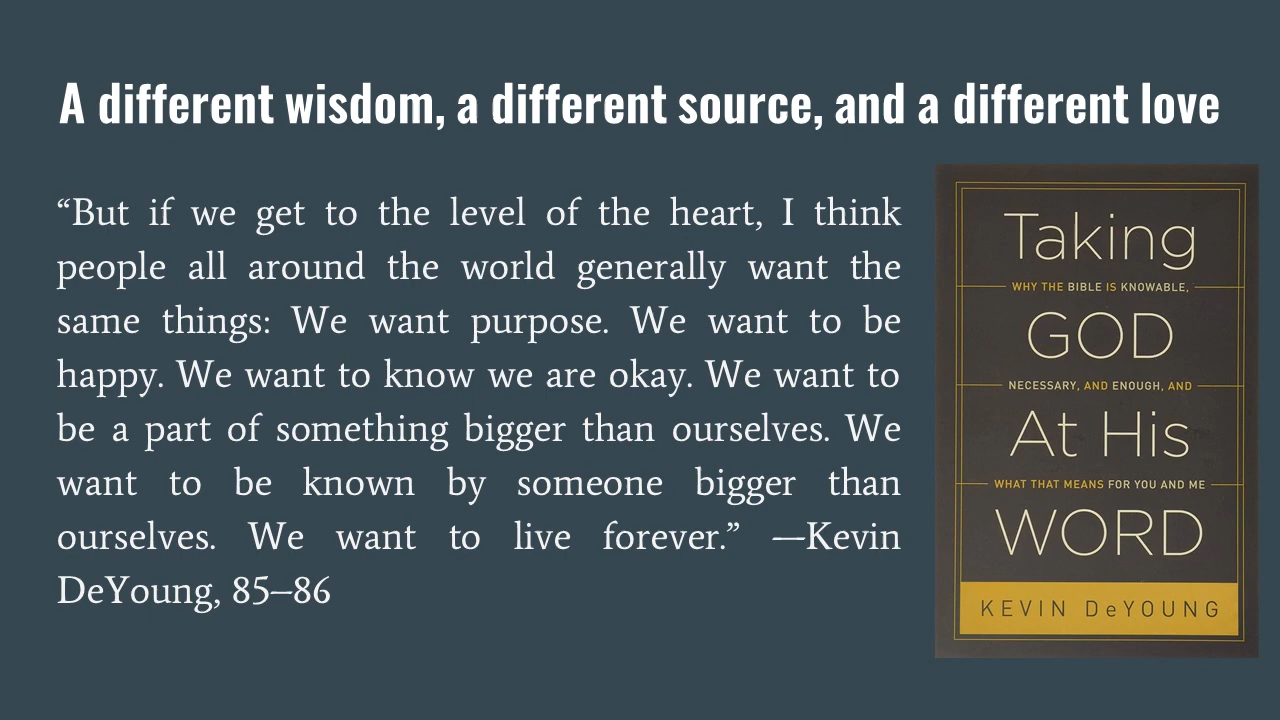 A different wisdom, a different source, and a different love
“But if we get to the level of the heart, I think
people all around the world generally want the
same things: We want purpose. We want to be
happy. We want to know we are okay. We want to
be a part of something bigger than ourselves. We
want to be known by someone bigger than
ourselves. We want to live forever.” —Kevin
DeYoung, 85–86
Taking
WHY THE BIBLE IS KNOWABLE,
GOD
NECESSARY, AND ENOUGH, AND
At His
WHAT THAT MEANS FOR YOU AND ME
WORD
KEVIN DeYOUNG